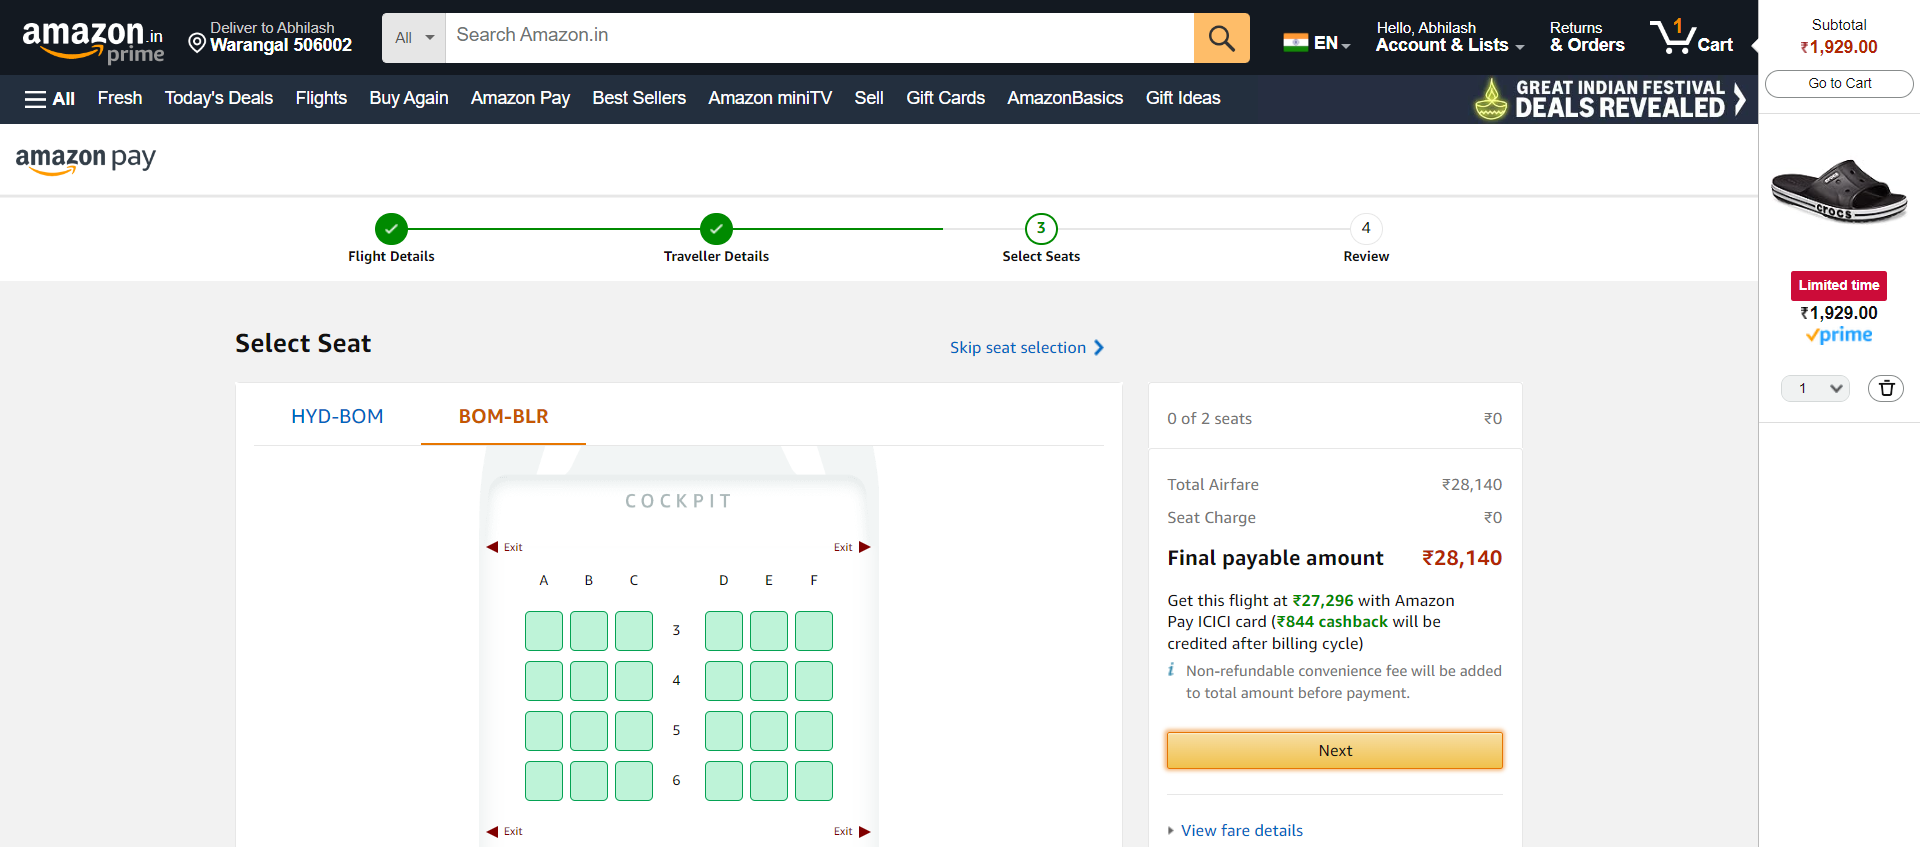 amazon.in
prime
Deliver to Abhilash
Warangal 506002
All
Search Amazon.in
EN
Hello, Abhilash
Account & Lists
Returns
& Orders
1
Cart
Subtotal
₹1,929.00
Go to Cart
All
Fresh
Today's Deals
Flights
Buy Again
Amazon Pay
Best Sellers
Amazon miniTV
Sell
Gift Cards
AmazonBasics
Gift Ideas
GREAT INDIAN FESTIVAL
DEALS REVEALED
amazon pay
crocs
Limited time
₹1,929.00
prime
1
3
4
Flight Details
Traveller Details
Select Seats
Review
Select Seat
Skip seat selection
HYD-BOM
BOM-BLR
COCKPIT
Exit
Exit
A B C D E F
3
4
5
6
Exit
Exit
0 of 2 seats ₹0
Total Airfare ₹28,140
Seat Charge ₹0
Final payable amount ₹28,140
Get this flight at ₹27,296 with Amazon
Pay ICICI card (₹844 cashback will be
credited after billing cycle)
i Non-refundable convenience fee will be added
to total amount before payment.
Next
View fare details